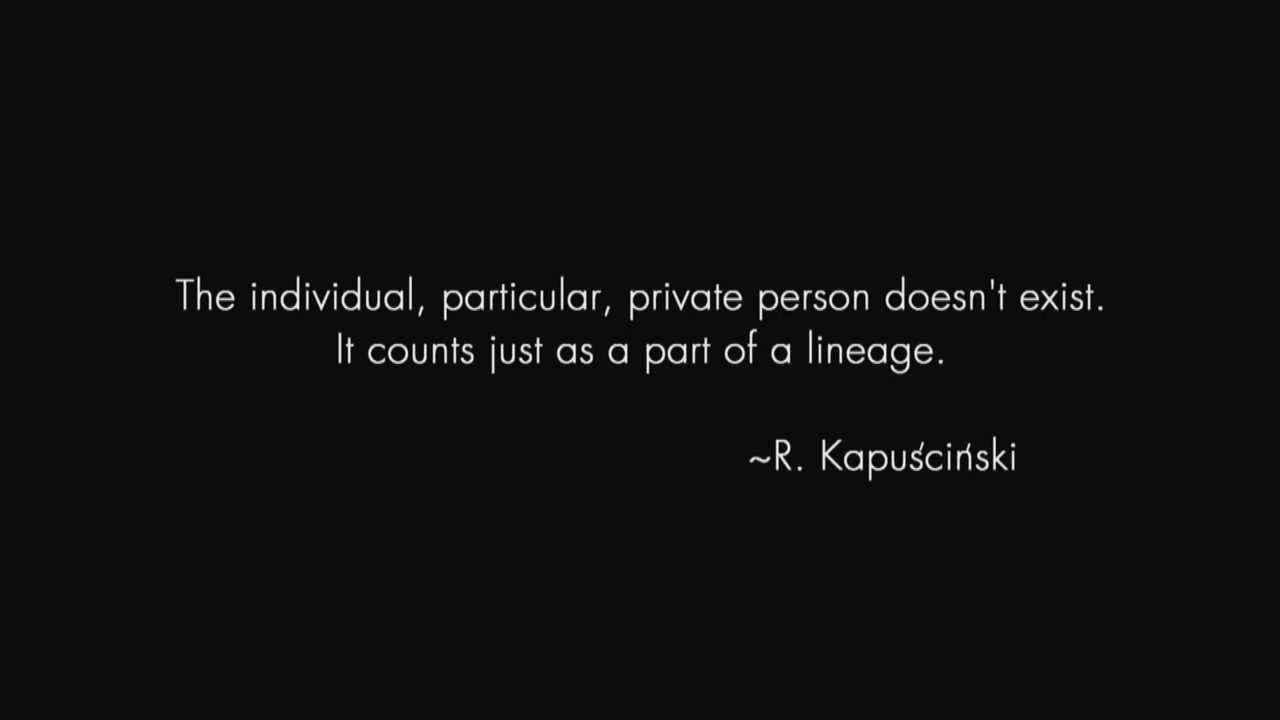 The individual, particular, private person doesn't exist.
It counts just as a part of a lineage.
~R. Kapuściński